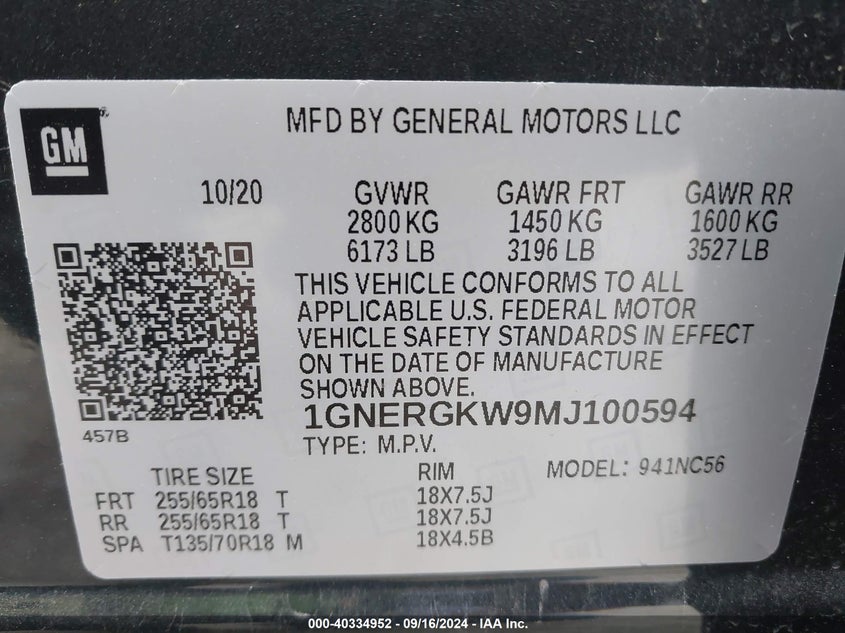 GM
MFD BY GENERAL MOTORS LLC
10/20 GVWR GAWR FRT GAWR RR
2800 KG 1450 KG 1600 KG
6173 LB 3196 LB 3527 LB
THIS VEHICLE CONFORMS TO ALL
APPLICABLE U.S. FEDERAL MOTOR
VEHICLE SAFETY STANDARDS IN EFFECT
ON THE DATE OF MANUFACTURE
SHOWN ABOVE.
1GNERGKW9MJ100594
457B
TYPE: M.P.V.
TIRE SIZE RIM MODEL: 941NC56
FRT 255/65R18 T 18X7.5J
RR 255/65R18 T 18X7.5J
SPA T135/70R18 M 18X4.5B
000-40334952 - 09/16/2024 - IAA Inc.